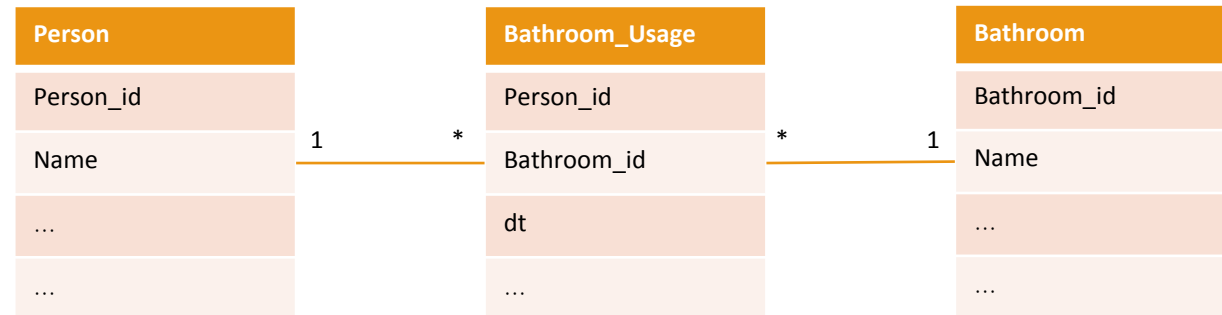 Person
Person_id
Name
...
...
1
*
Bathroom_Usage
Person_id
Bathroom_id
dt
...
*
1
Bathroom
Bathroom_id
Name
...
...